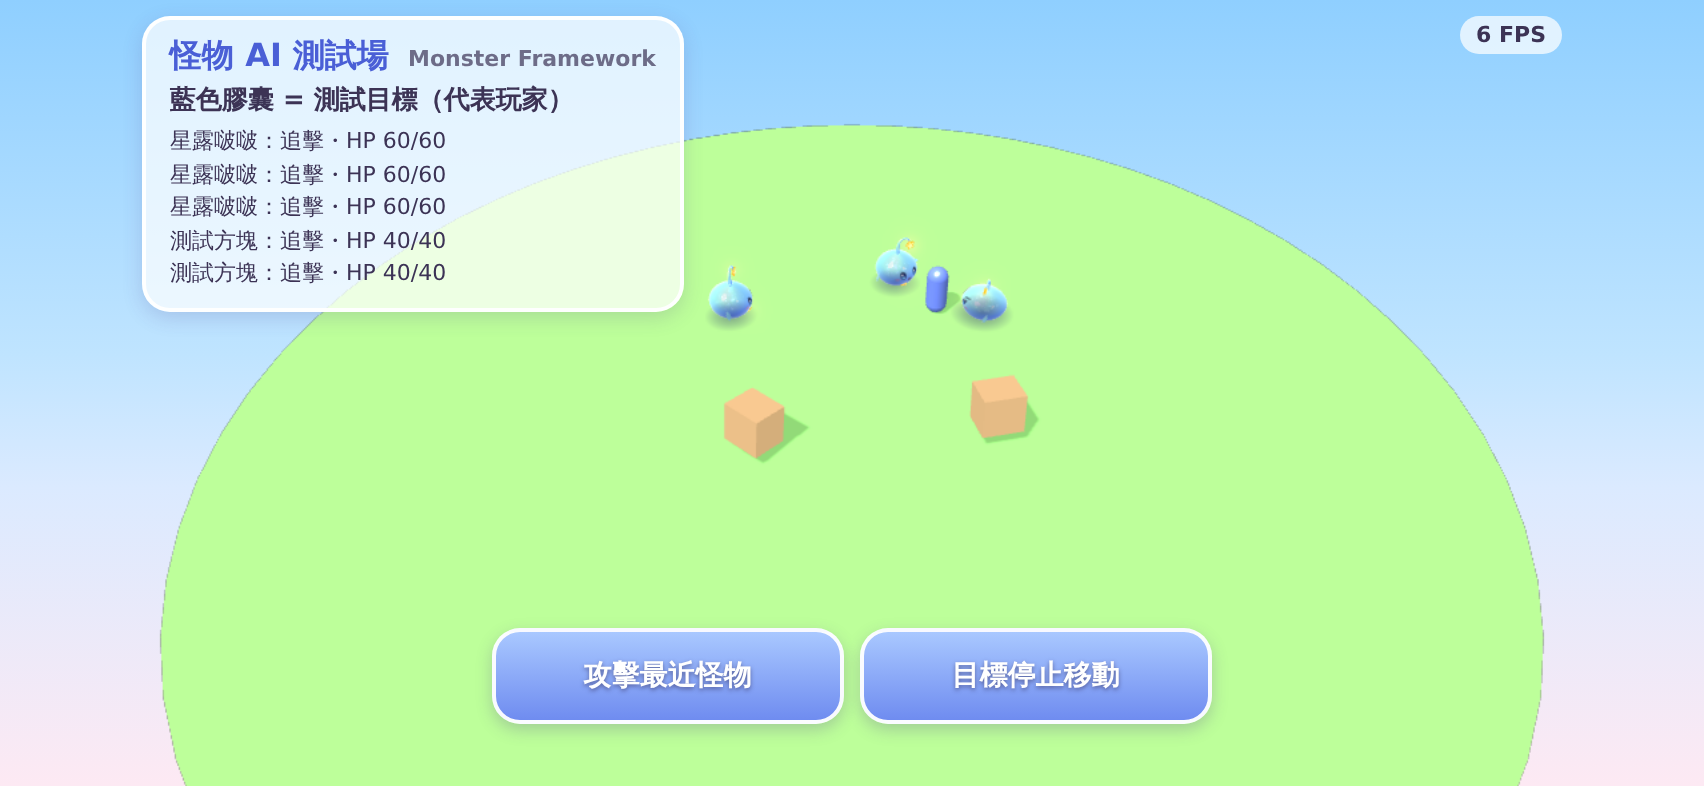 怪物 AI 測試場 Monster Framework
6 FPS
藍色膠囊 = 測試目標（代表玩家）
星露啵啵：追擊・HP 60/60
星露啵啵：追擊・HP 60/60
星露啵啵：追擊・HP 60/60
測試方塊：追擊・HP 40/40
測試方塊：追擊・HP 40/40
攻擊最近怪物
目標停止移動